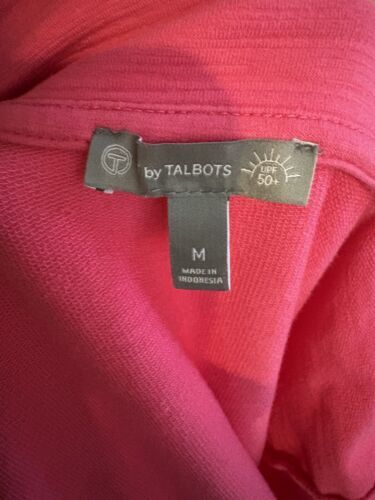 T by TALBOTS
UPF
50+
M
MADE IN
INDONESIA